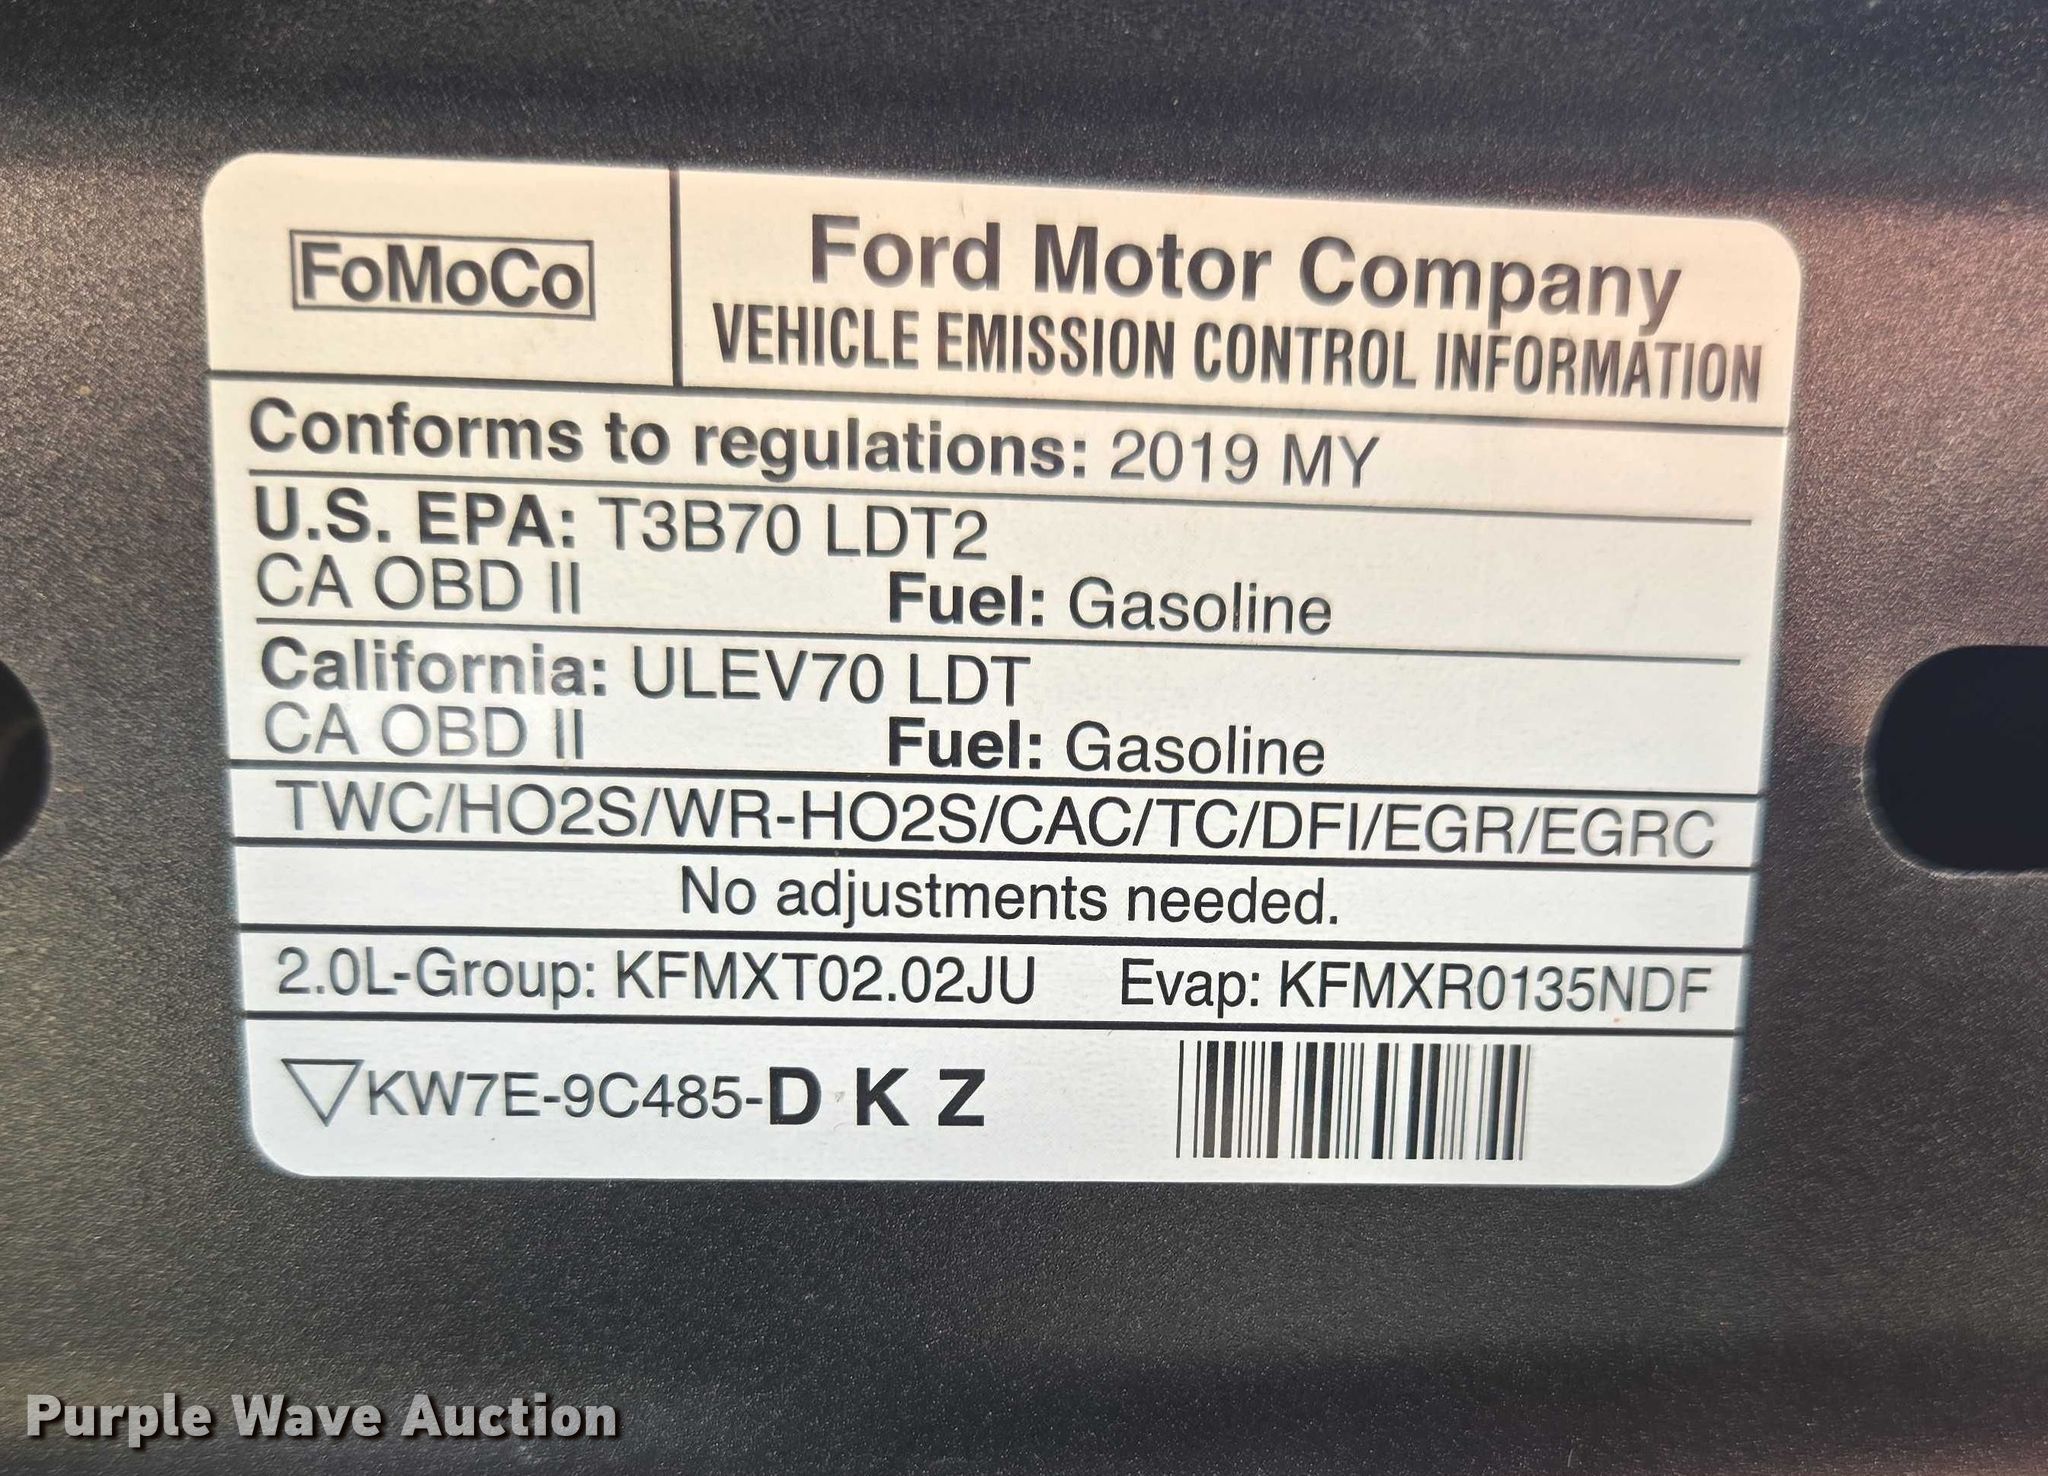 FoMoCo
Ford Motor Company
VEHICLE EMISSION CONTROL INFORMATION
Conforms to regulations: 2019 MY
U.S. EPA: T3B70 LDT2
CA OBD II Fuel: Gasoline
California: ULEV70 LDT
CA OBD II Fuel: Gasoline
TWC/HO2S/WR-HO2S/CAC/TC/DFI/EGR/EGRC
No adjustments needed.
2.0L-Group: KFMXT02.02JU Evap: KFMXR0135NDF
▽KW7E-9C485-D K Z
Purple Wave Auction